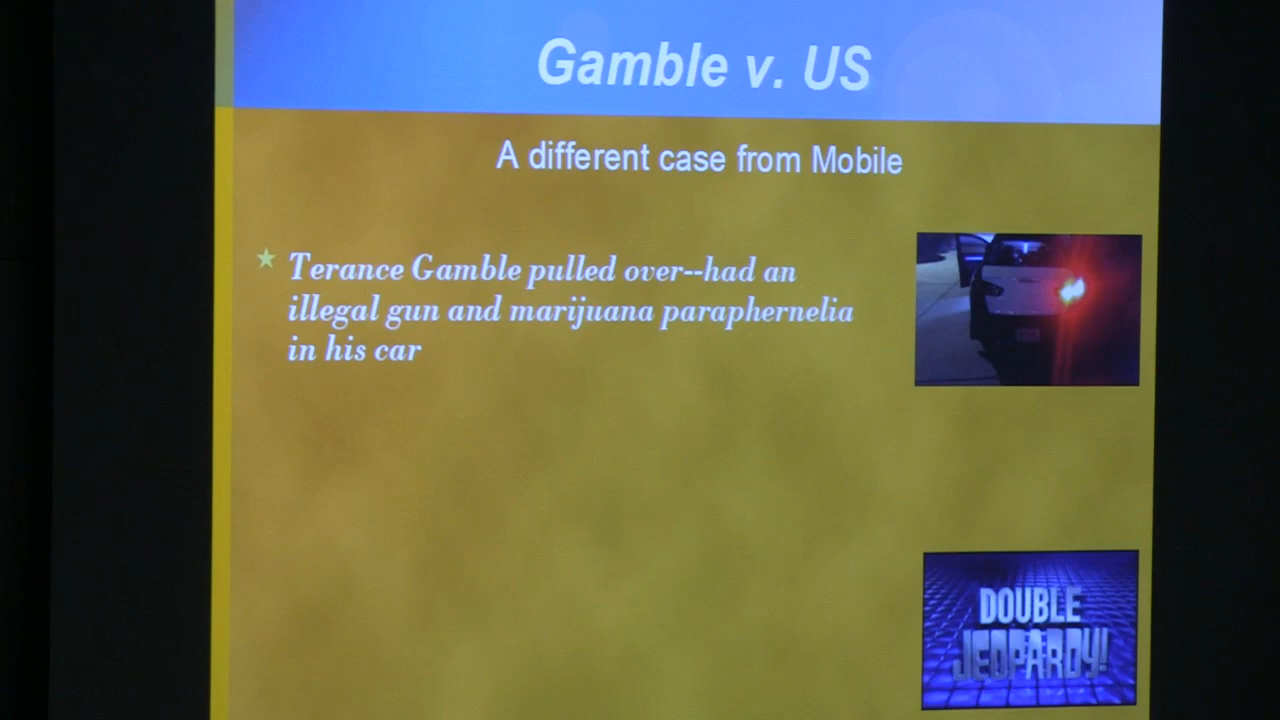 Gamble v. US
A different case from Mobile
Terance Gamble pulled over--had an
illegal gun and marijuana paraphernelia
in his car
DOUBLE
JEOPARDY!